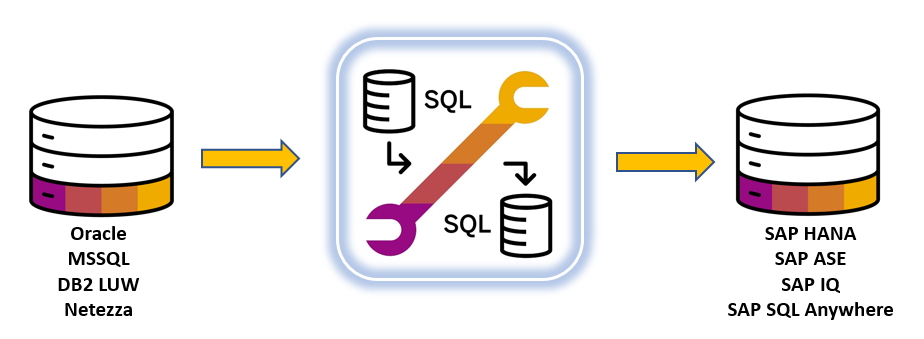 Oracle
MSSQL
DB2 LUW
Netezza
SQL
SQL
SAP HANA
SAP ASE
SAP IQ
SAP SQL Anywhere